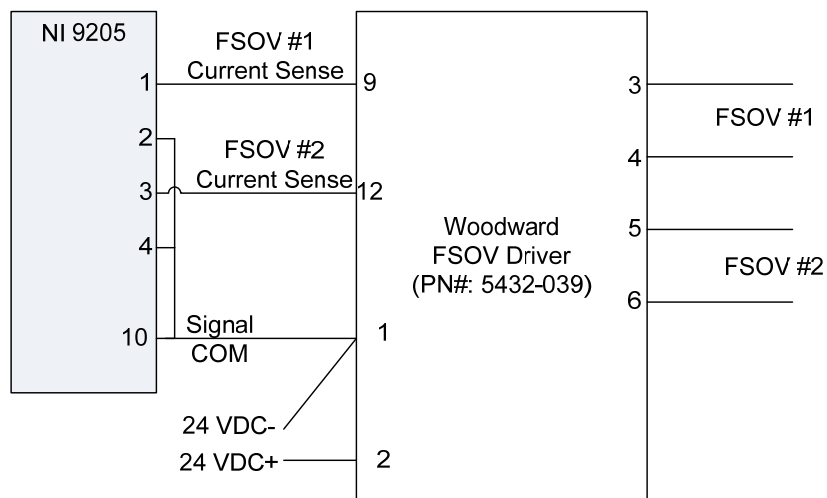 NI 9205
FSOV #1
Current Sense
1
9
3
FSOV #1
2
FSOV #2
Current Sense
4
3
12
Woodward
FSOV Driver
(PN#: 5432-039)
5
4
FSOV #2
6
10
Signal
COM
1
24 VDC-
24 VDC+
2